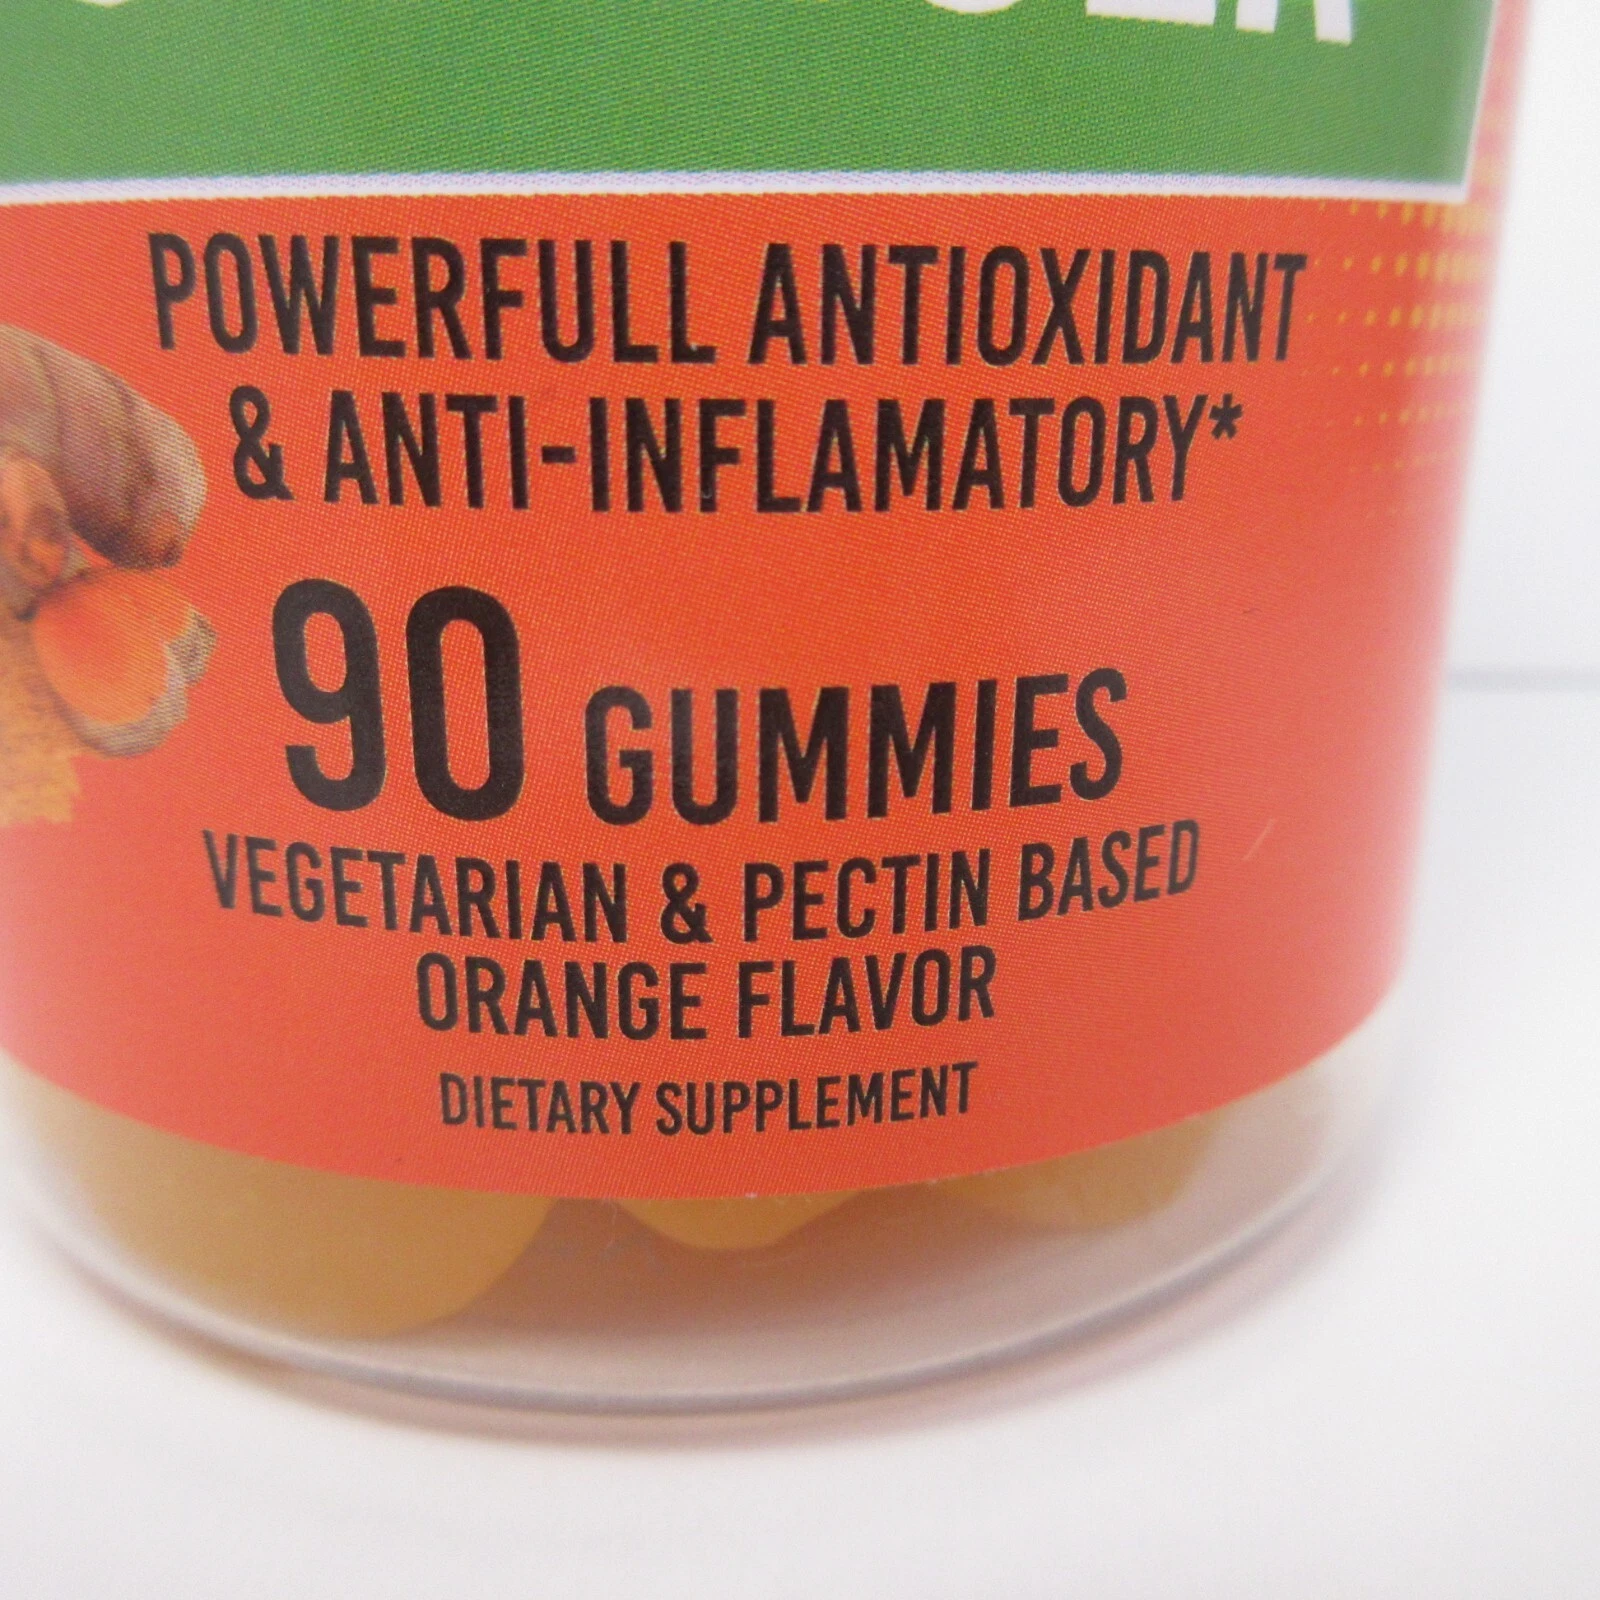 POWERFULL ANTIOXIDANT
& ANTI-INFLAMATORY*
90 GUMMIES
VEGETARIAN & PECTIN BASED
ORANGE FLAVOR
DIETARY SUPPLEMENT